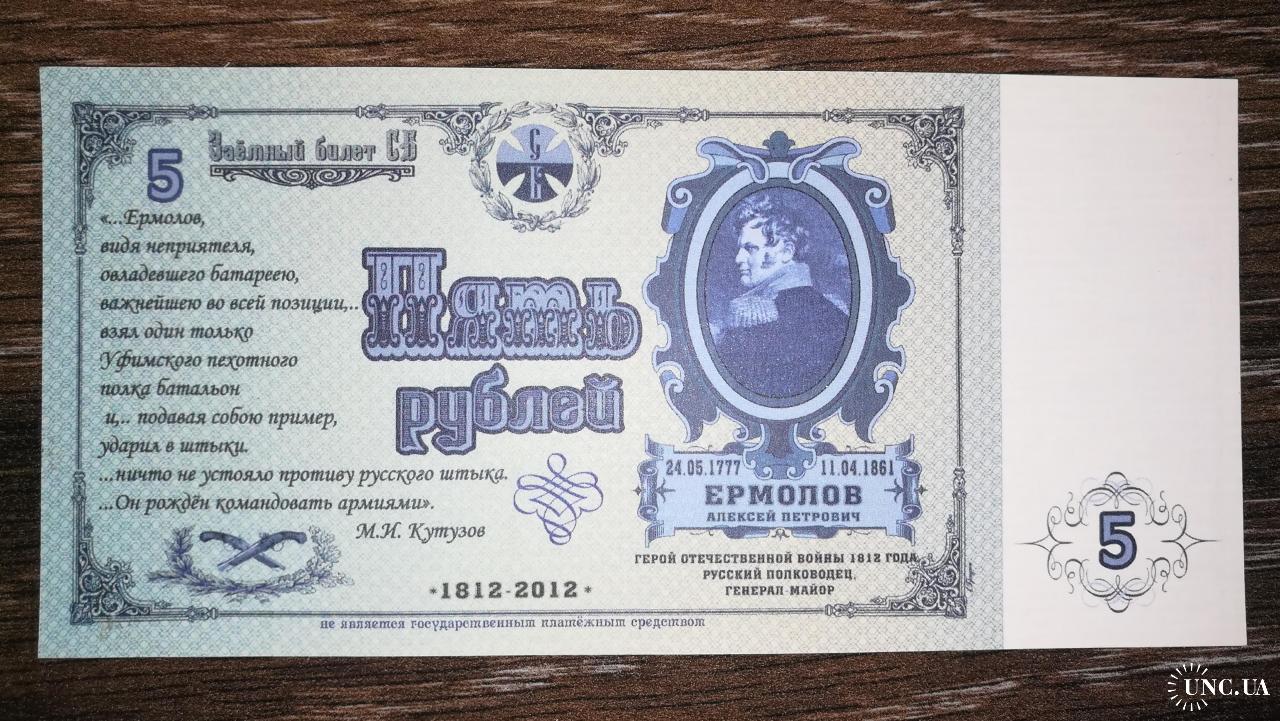 5
Заёмный билет СБ
С
Б
«...Ермолов,
видя неприятеля,
овладевшего батареею,
важнейшею во всей позиции,..
взял один только
Уфимского пехотного
полка батальон
и,.. подавая собою пример,
ударил в штыки.
...ничто не устояло противу русского штыка.
...Он рождён командовать армиями».
М.И. Кутузов
Пять
рублей
*1812-2012*
24.05.1777
11.04.1861
ЕРМОЛОВ
АЛЕКСЕЙ ПЕТРОВИЧ
ГЕРОЙ ОТЕЧЕСТВЕННОЙ ВОЙНЫ 1812 ГОДА,
РУССКИЙ ПОЛКОВОДЕЦ,
ГЕНЕРАЛ-МАЙОР
не является государственным платёжным средством
5
UNC.UA